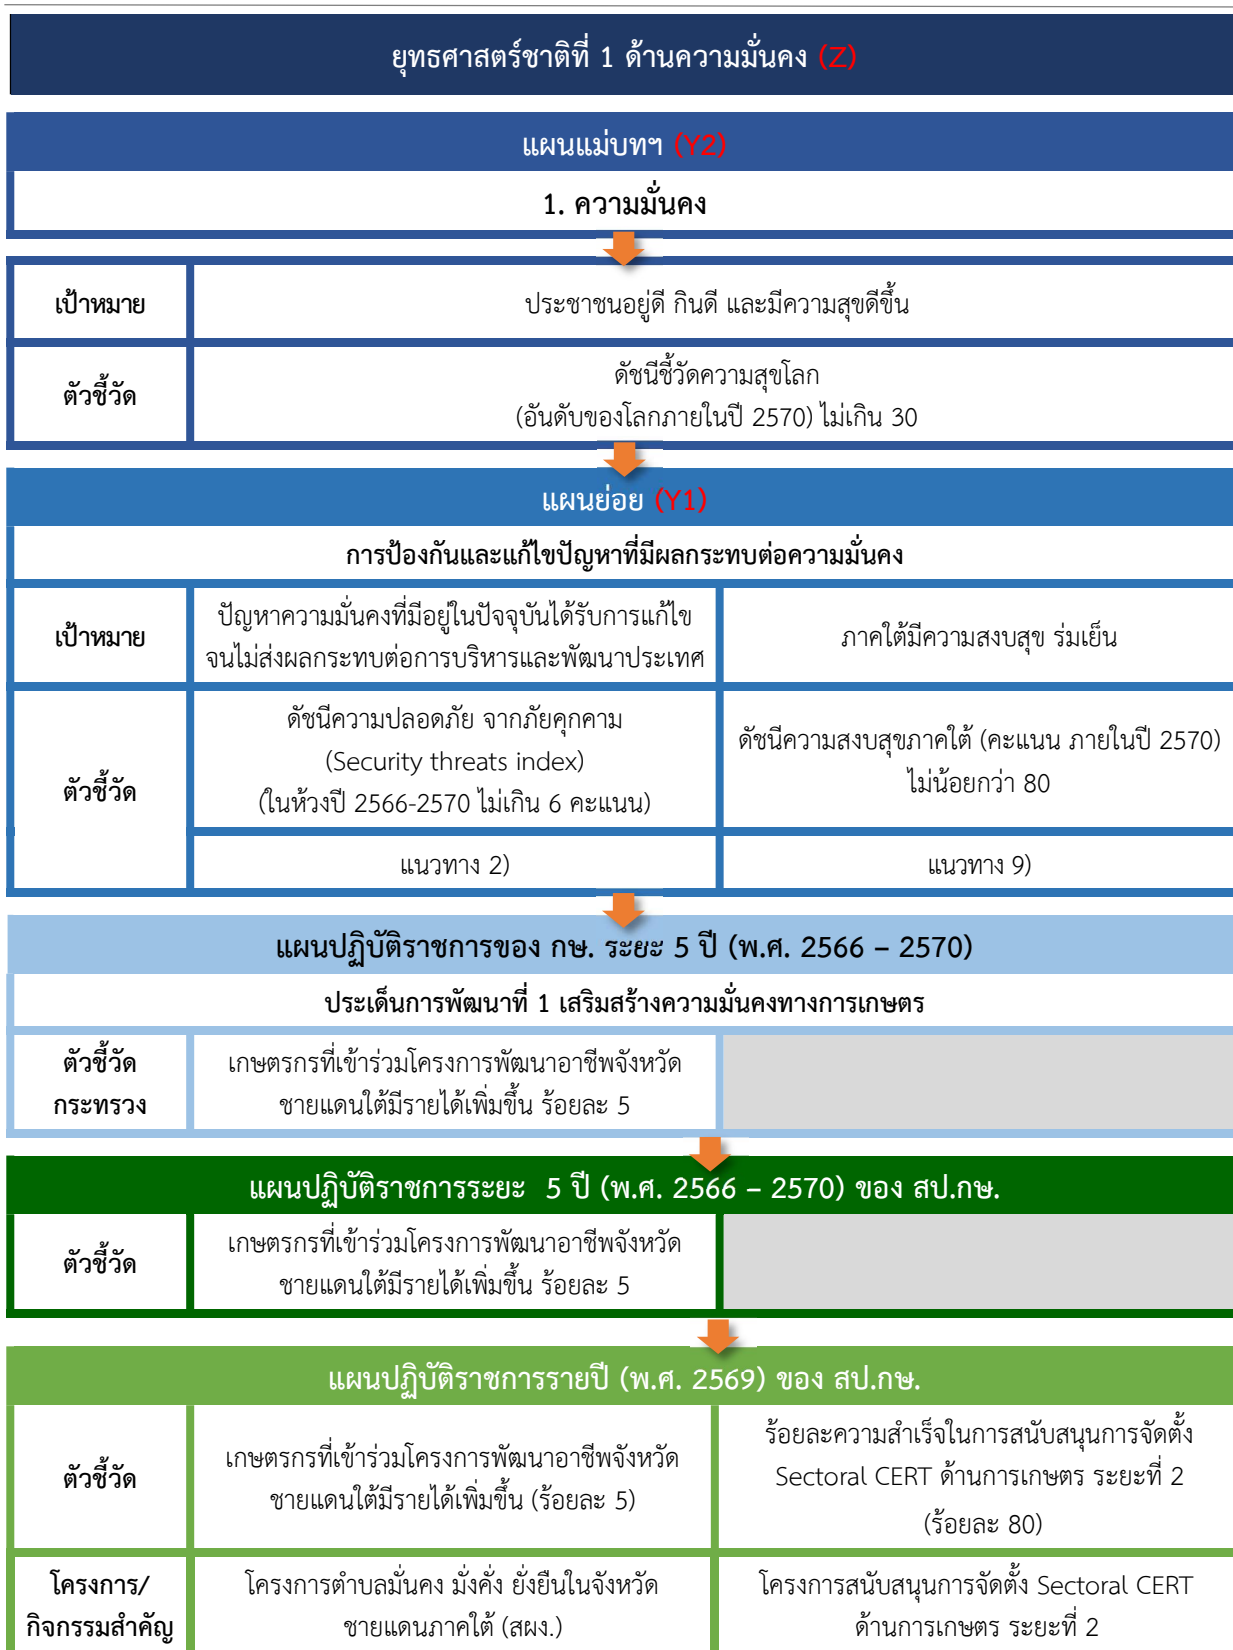 ยุทธศาสตร์ชาติที่ 1 ด้านความมั่นคง (Z)
แผนแม่บทฯ (Y2)
1. ความมั่นคง
เป้าหมาย
ประชาชนอยู่ดี กินดี และมีความสุขดีขึ้น
ตัวชี้วัด
ดัชนีชี้วัดความสุขโลก
(อันดับของโลกภายในปี 2570) ไม่เกิน 30
แผนย่อย (Y1)
การป้องกันและแก้ไขปัญหาที่มีผลกระทบต่อความมั่นคง
เป้าหมาย
ปัญหาความมั่นคงที่มีอยู่ในปัจจุบันได้รับการแก้ไข
จนไม่ส่งผลกระทบต่อการบริหารและพัฒนาประเทศ
ภาคใต้มีความสงบสุข ร่มเย็น
ตัวชี้วัด
ดัชนีความปลอดภัย จากภัยคุกคาม
(Security threats index)
(ในห้วงปี 2566-2570 ไม่เกิน 6 คะแนน)
ดัชนีความสงบสุขภาคใต้ (คะแนน ภายในปี 2570)
ไม่น้อยกว่า 80
แนวทาง 2)
แนวทาง 9)
แผนปฏิบัติราชการของ กษ. ระยะ 5 ปี (พ.ศ. 2566 – 2570)
ประเด็นการพัฒนาที่ 1 เสริมสร้างความมั่นคงทางการเกษตร
ตัวชี้วัด
กระทรวง
เกษตรกรที่เข้าร่วมโครงการพัฒนาอาชีพจังหวัด
ชายแดนใต้มีรายได้เพิ่มขึ้น ร้อยละ 5
แผนปฏิบัติราชการระยะ 5 ปี (พ.ศ. 2566 – 2570) ของ สป.กษ.
ตัวชี้วัด
เกษตรกรที่เข้าร่วมโครงการพัฒนาอาชีพจังหวัด
ชายแดนใต้มีรายได้เพิ่มขึ้น ร้อยละ 5
แผนปฏิบัติราชการรายปี (พ.ศ. 2569) ของ สป.กษ.
ตัวชี้วัด
เกษตรกรที่เข้าร่วมโครงการพัฒนาอาชีพจังหวัด
ชายแดนใต้มีรายได้เพิ่มขึ้น (ร้อยละ 5)
ร้อยละความสำเร็จในการสนับสนุนการจัดตั้ง
Sectoral CERT ด้านการเกษตร ระยะที่ 2
(ร้อยละ 80)
โครงการ/
กิจกรรมสำคัญ
โครงการตำบลมั่นคง มั่งคั่ง ยั่งยืนในจังหวัด
ชายแดนภาคใต้ (สผง.)
โครงการสนับสนุนการจัดตั้ง Sectoral CERT
ด้านการเกษตร ระยะที่ 2